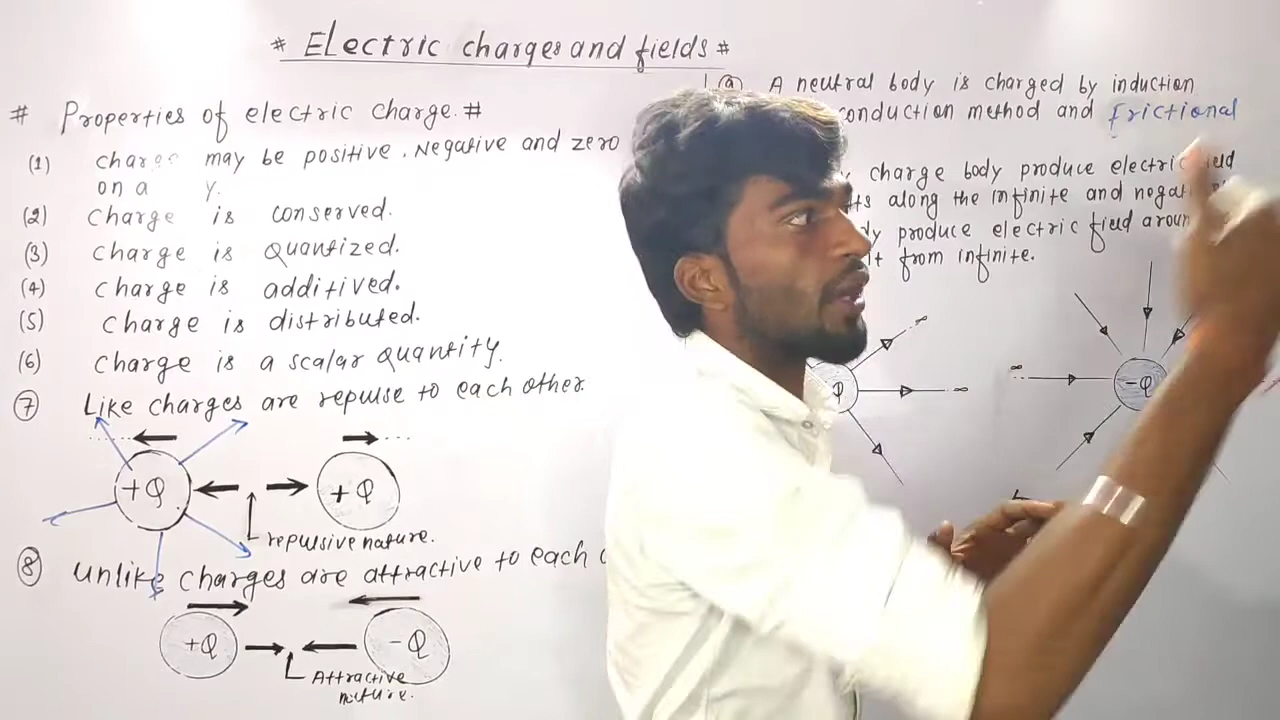 * Electric charges and fields *
# Properties of electric charge. #
(1) charge may be positive. Negative and zero
on a y.
(2) charge is conserved.
(3) charge is quantized.
(4) charge is additived.
(5) charge is distributed.
(6) charge is a scalar quantity.
(7) Like charges are repulse to each other.
+Q +Q
repulsive nature.
(8) unlike charges are attractive to each
+Q -Q
Attractive
nature.
(a) A neutral body is charged by induction
conduction method and frictional
charge body produce electric
along the infinite and
produce electric field
it from infinite.
∞
Q ∞
∞ -Q